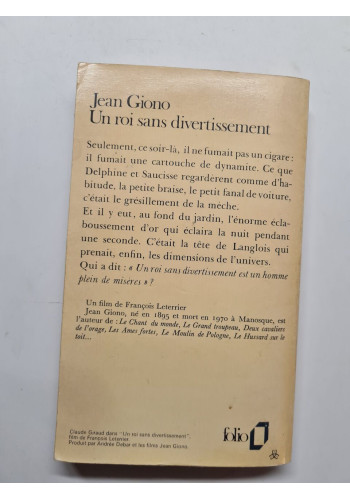 Jean Giono
Un roi sans divertissement
Seulement, ce soir-là, il ne fumait pas un cigare :
il fumait une cartouche de dynamite. Ce que
Delphine et Saucisse regardèrent comme d'ha-
bitude, la petite braise, le petit fanal de voiture,
c'était le grésillement de la mèche.
Et il y eut, au fond du jardin, l'énorme écla-
boussement d'or qui éclaira la nuit pendant
une seconde. C'était la tête de Langlois qui
prenait, enfin, les dimensions de l'univers.
Qui a dit : « Un roi sans divertissement est un homme
plein de misères » ?
Un film de François Leterrier
Jean Giono, né en 1895 et mort en 1970 à Manosque, est
l'auteur de : Le Chant du monde, Le Grand troupeau, Deux cavaliers
de l'orage, Les Ames fortes, Le Moulin de Pologne, Le Hussard sur le
toit...
Claude Giraud dans "Un roi sans divertissement",
film de François Leterrier.
Produit par Andrée Debar et les films Jean Giono.
folio